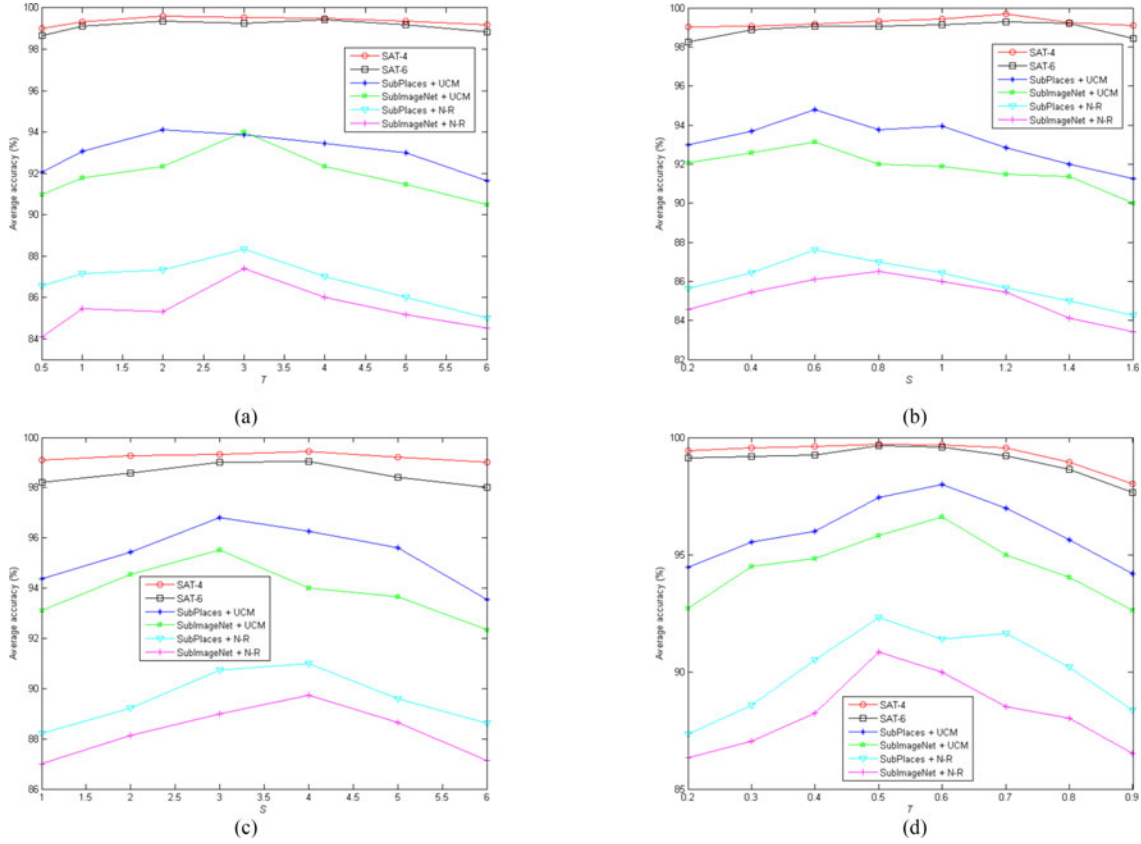 100
98
96
94
92
90
88
86
84
Average accuracy (%)
SAT-4
SAT-6
SubPlaces + UCM
SubImageNet + UCM
SubPlaces + N-R
SubImageNet + N-R
0.5 1 1.5 2 2.5 3 3.5 4 4.5 5 5.5 6
T
(a)
100
98
96
94
92
90
88
86
84
82
Average accuracy (%)
SAT-4
SAT-6
SubPlaces + UCM
SubImageNet + UCM
SubPlaces + N-R
SubImageNet + N-R
0.2 0.4 0.6 0.8 1 1.2 1.4 1.6
S
(b)
100
98
96
94
92
90
88
86
Average accuracy (%)
SAT-4
SAT-6
SubPlaces + UCM
SubImageNet + UCM
SubPlaces + N-R
SubImageNet + N-R
1 1.5 2 2.5 3 3.5 4 4.5 5 5.5 6
S
(c)
100
95
90
85
Average accuracy (%)
SAT-4
SAT-6
SubPlaces + UCM
SubImageNet + UCM
SubPlaces + N-R
SubImageNet + N-R
0.2 0.3 0.4 0.5 0.6 0.7 0.8 0.9
T
(d)